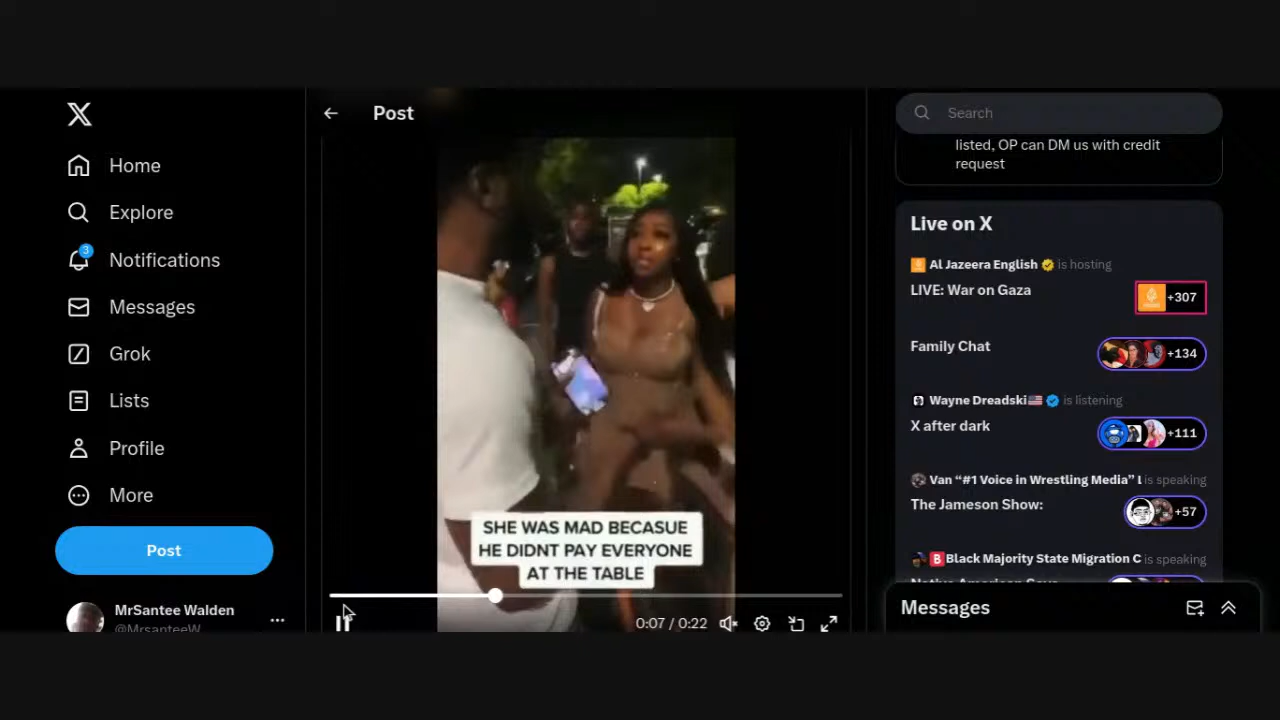 Post
Home
Explore
3
Notifications
Messages
Grok
Lists
Profile
More
Post
MrSantee Walden
@MrsanteeW
SHE WAS MAD BECASUE
HE DIDNT PAY EVERYONE
AT THE TABLE
0:07 / 0:22
Search
listed, OP can DM us with credit
request
Live on X
Al Jazeera English is hosting
LIVE: War on Gaza
+307
Family Chat
+134
Wayne Dreadski is listening
X after dark
+111
Van “#1 Voice in Wrestling Media” is speaking
The Jameson Show:
+57
B Black Majority State Migration C is speaking
Messages